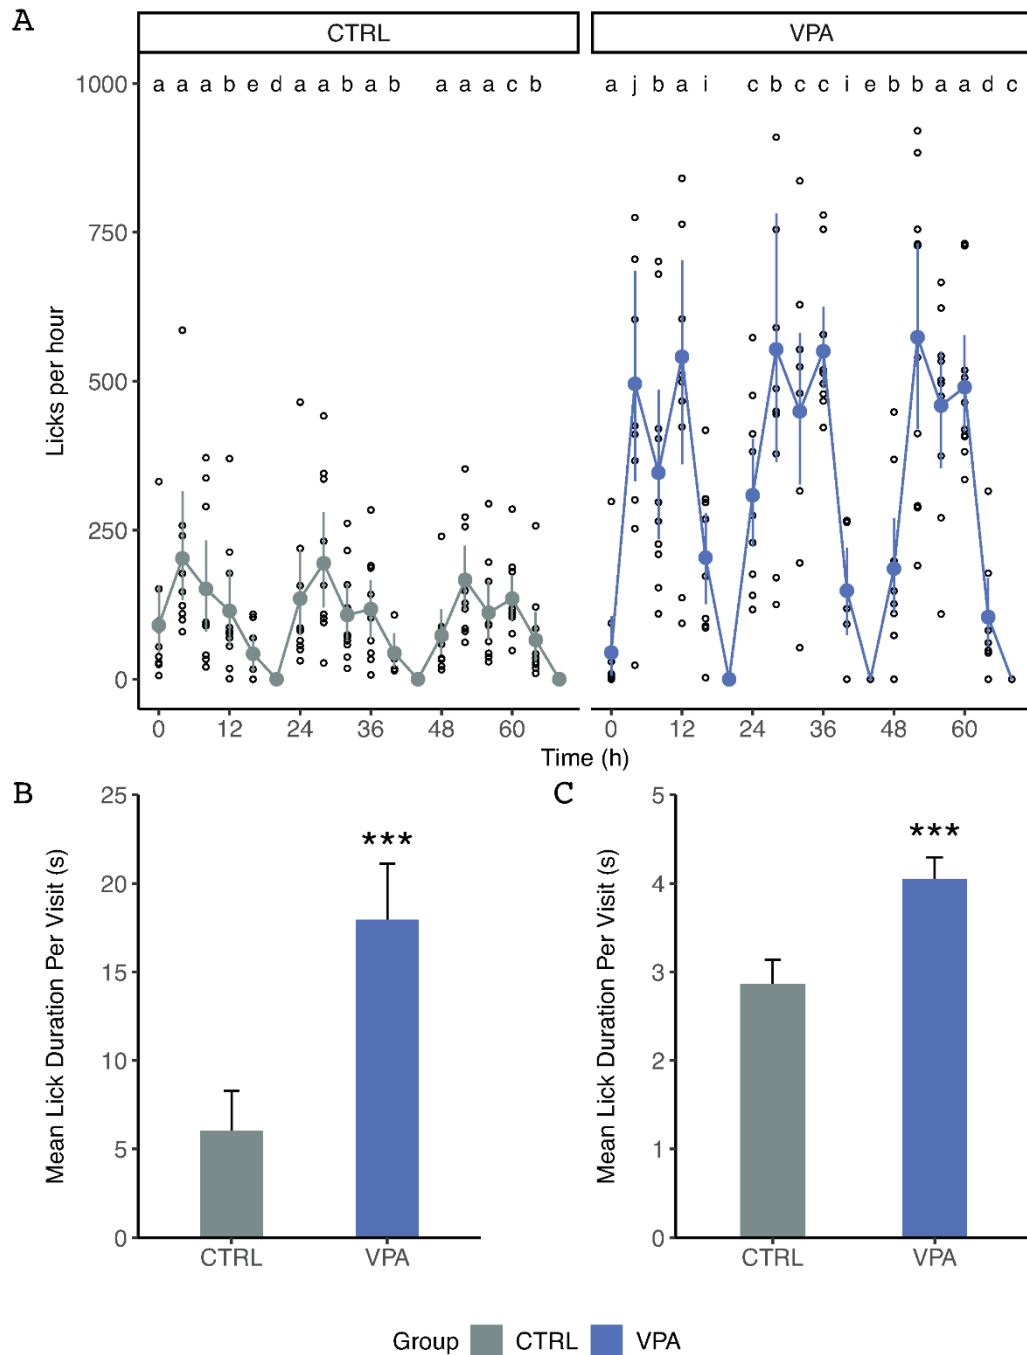 A
CTRL VPA
1000
a a a b e d a a b a b a a a c b
a j b a i c b c c i e b b a a d c
750
500
250
0
Licks per hour
0 12 24 36 48 60
0 12 24 36 48 60
Time (h)
B
25
20
15
10
5
0
Mean Lick Duration Per Visit (s)
***
CTRL VPA
C
5
4
3
2
1
0
Mean Lick Duration Per Visit (s)
***
CTRL VPA
Group CTRL VPA